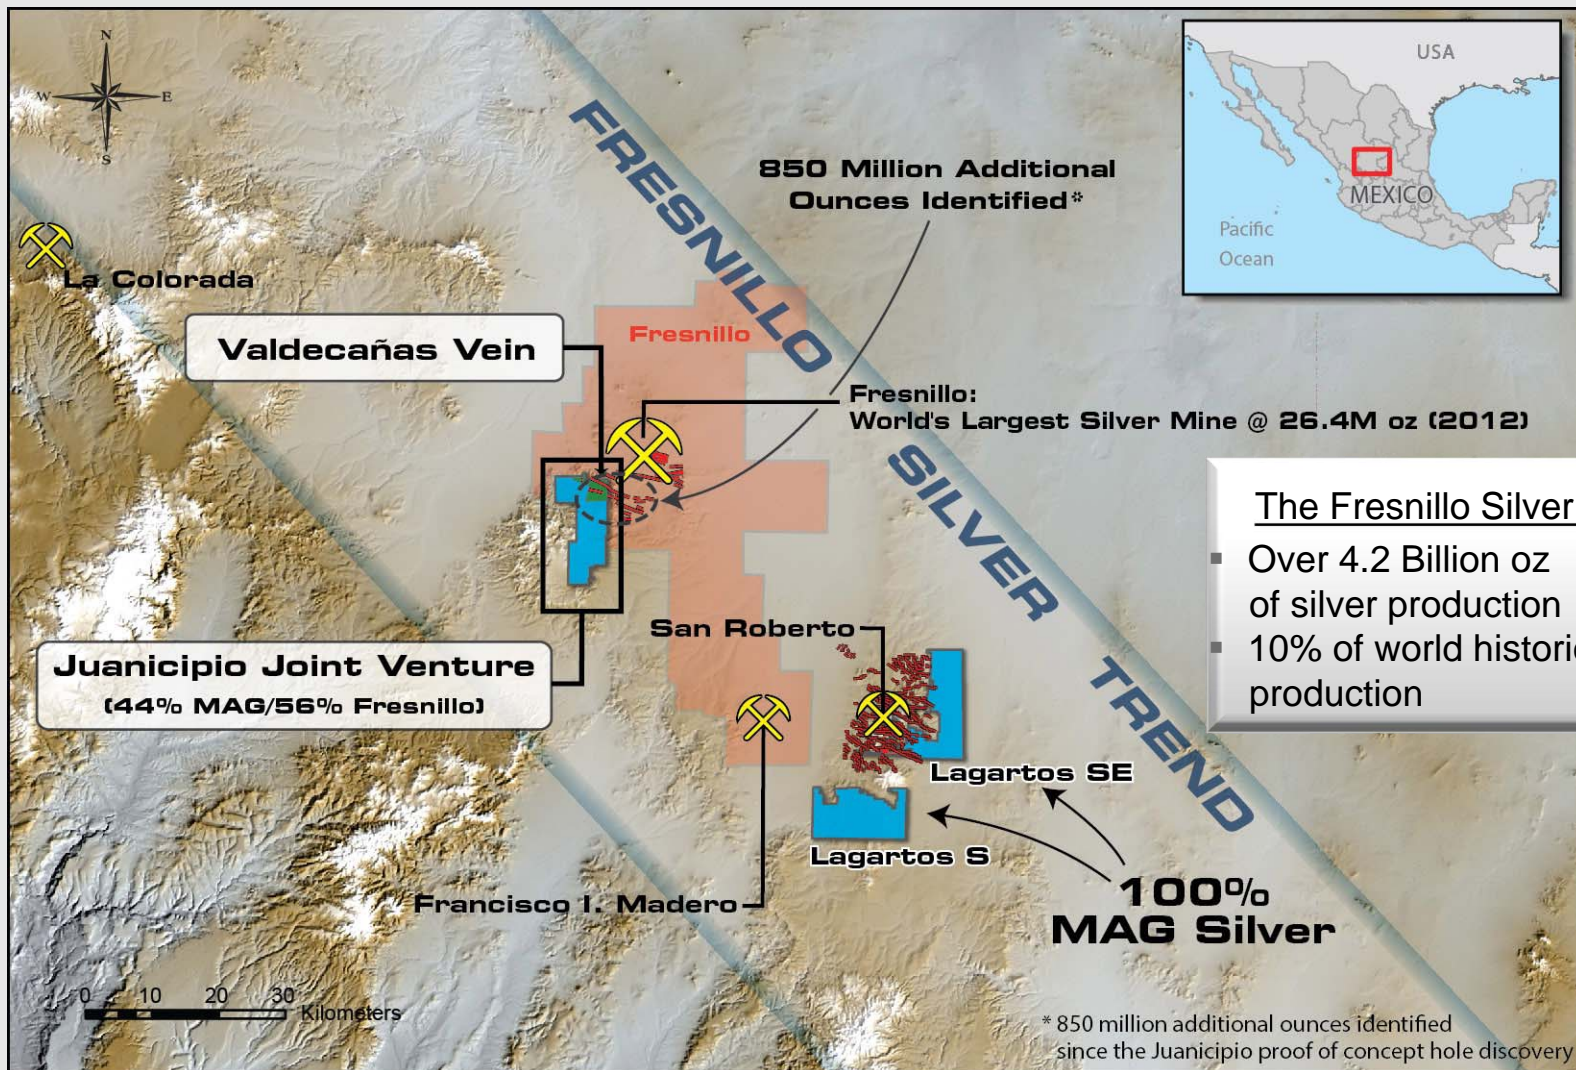 N
W
E
S
USA
MEXICO
Pacific
Ocean
FRESNILLO
SILVER
TREND
850 Million Additional
Ounces Identified*
La Colorada
Valdecañas Vein
Fresnillo
Fresnillo:
World's Largest Silver Mine @ 26.4M oz (2012)
The Fresnillo Silver
▪ Over 4.2 Billion oz
of silver production
▪ 10% of world historic
production
San Roberto
Juanicipio Joint Venture
(44% MAG/56% Fresnillo)
Lagartos SE
Lagartos S
Francisco I. Madero
100%
MAG Silver
0 10 20 30
Kilometers
* 850 million additional ounces identified
since the Juanicipio proof of concept hole discovery